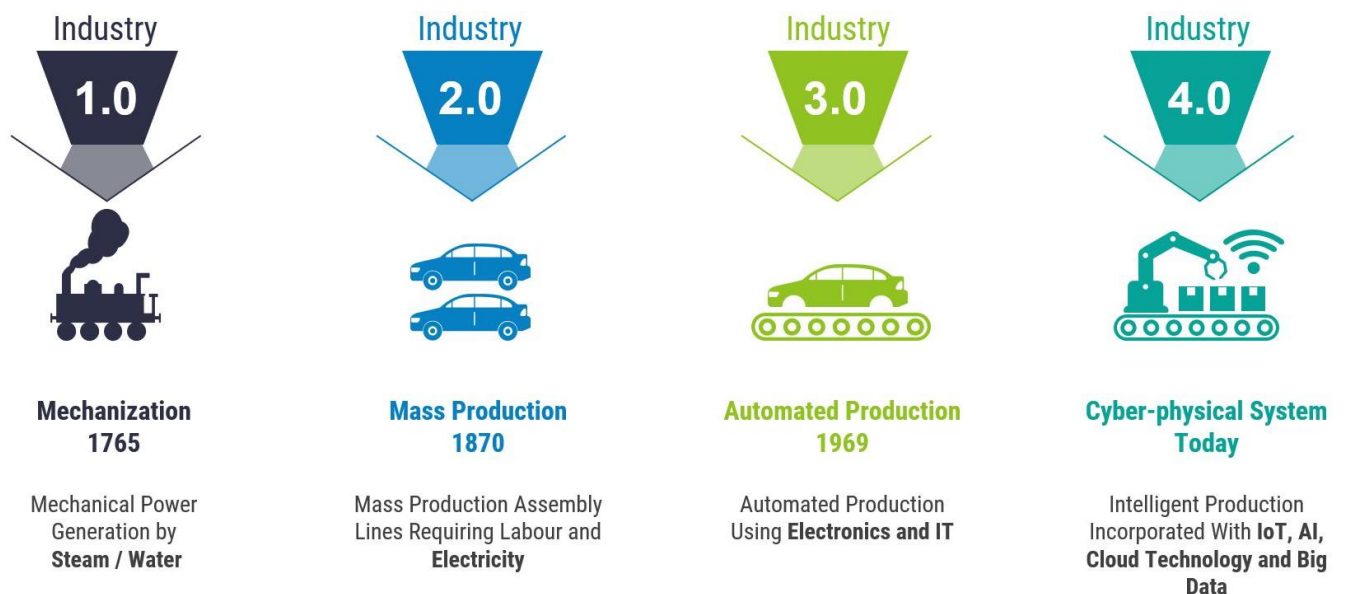 Industry
1.0
Mechanization
1765
Mechanical Power
Generation by
Steam / Water
Industry
2.0
Mass Production
1870
Mass Production Assembly
Lines Requiring Labour and
Electricity
Industry
3.0
Automated Production
1969
Automated Production
Using Electronics and IT
Industry
4.0
Cyber-physical System
Today
Intelligent Production
Incorporated With IoT, AI,
Cloud Technology and Big
Data